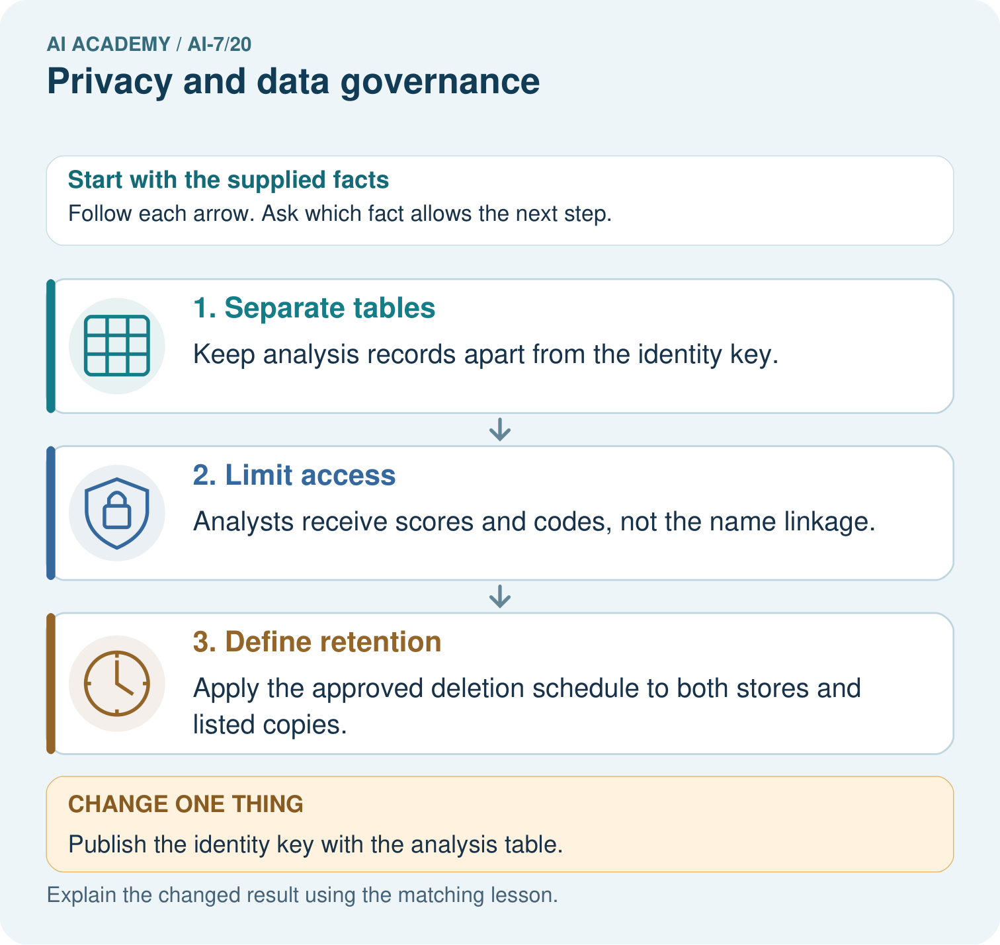 AI ACADEMY / AI-7/20
Privacy and data governance
Start with the supplied facts
Follow each arrow. Ask which fact allows the next step.
1. Separate tables
Keep analysis records apart from the identity key.
2. Limit access
Analysts receive scores and codes, not the name linkage.
3. Define retention
Apply the approved deletion schedule to both stores and
listed copies.
CHANGE ONE THING
Publish the identity key with the analysis table.
Explain the changed result using the matching lesson.